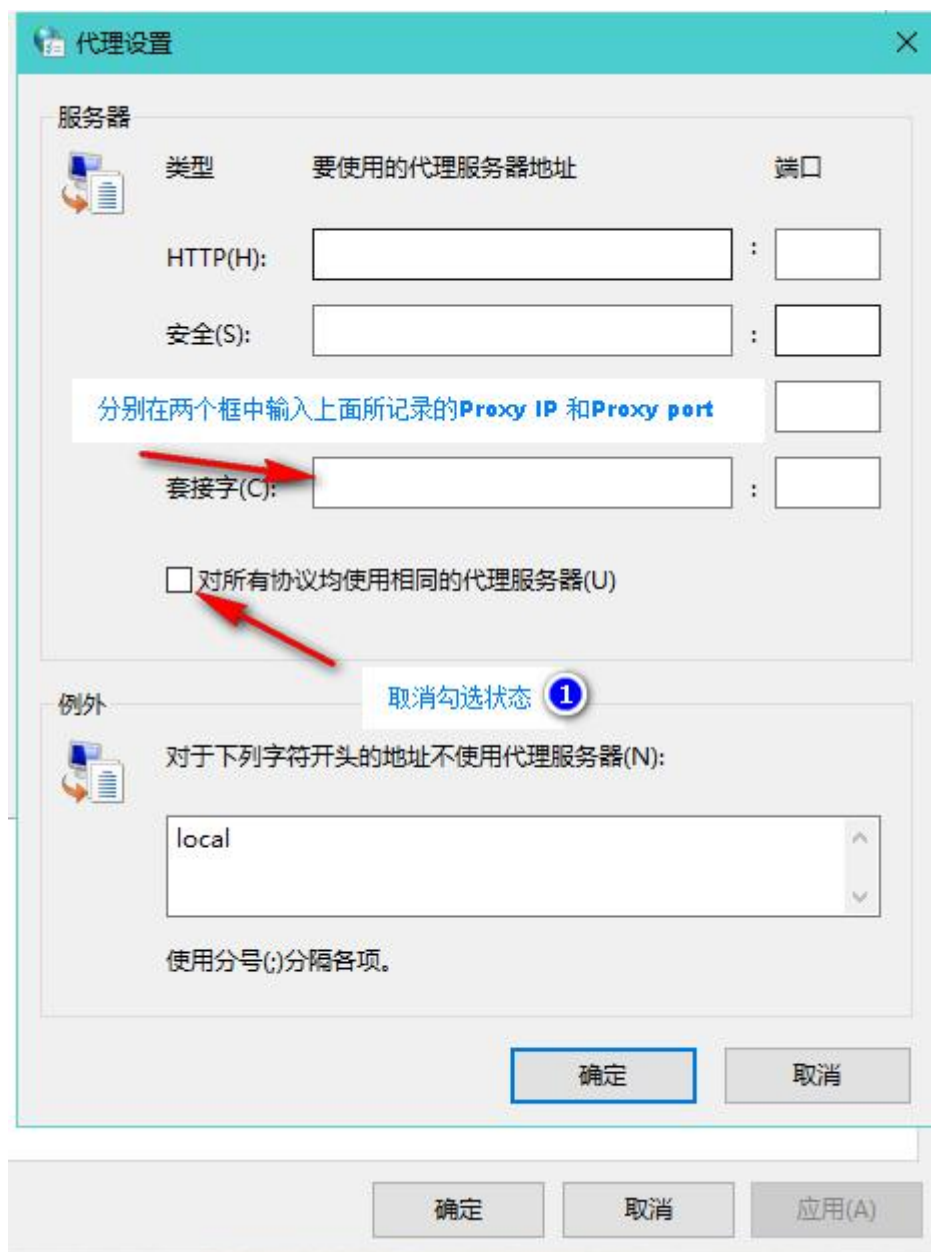 代理设置
服务器
类型 要使用的代理服务器地址 端口
HTTP(H): :
安全(S): :
分别在两个框中输入上面所记录的Proxy IP 和Proxy port
套接字(C): :
对所有协议均使用相同的代理服务器(U)
取消勾选状态 1
例外
对于下列字符开头的地址不使用代理服务器(N):
local
使用分号(;)分隔各项。
确定 取消
确定 取消 应用(A)